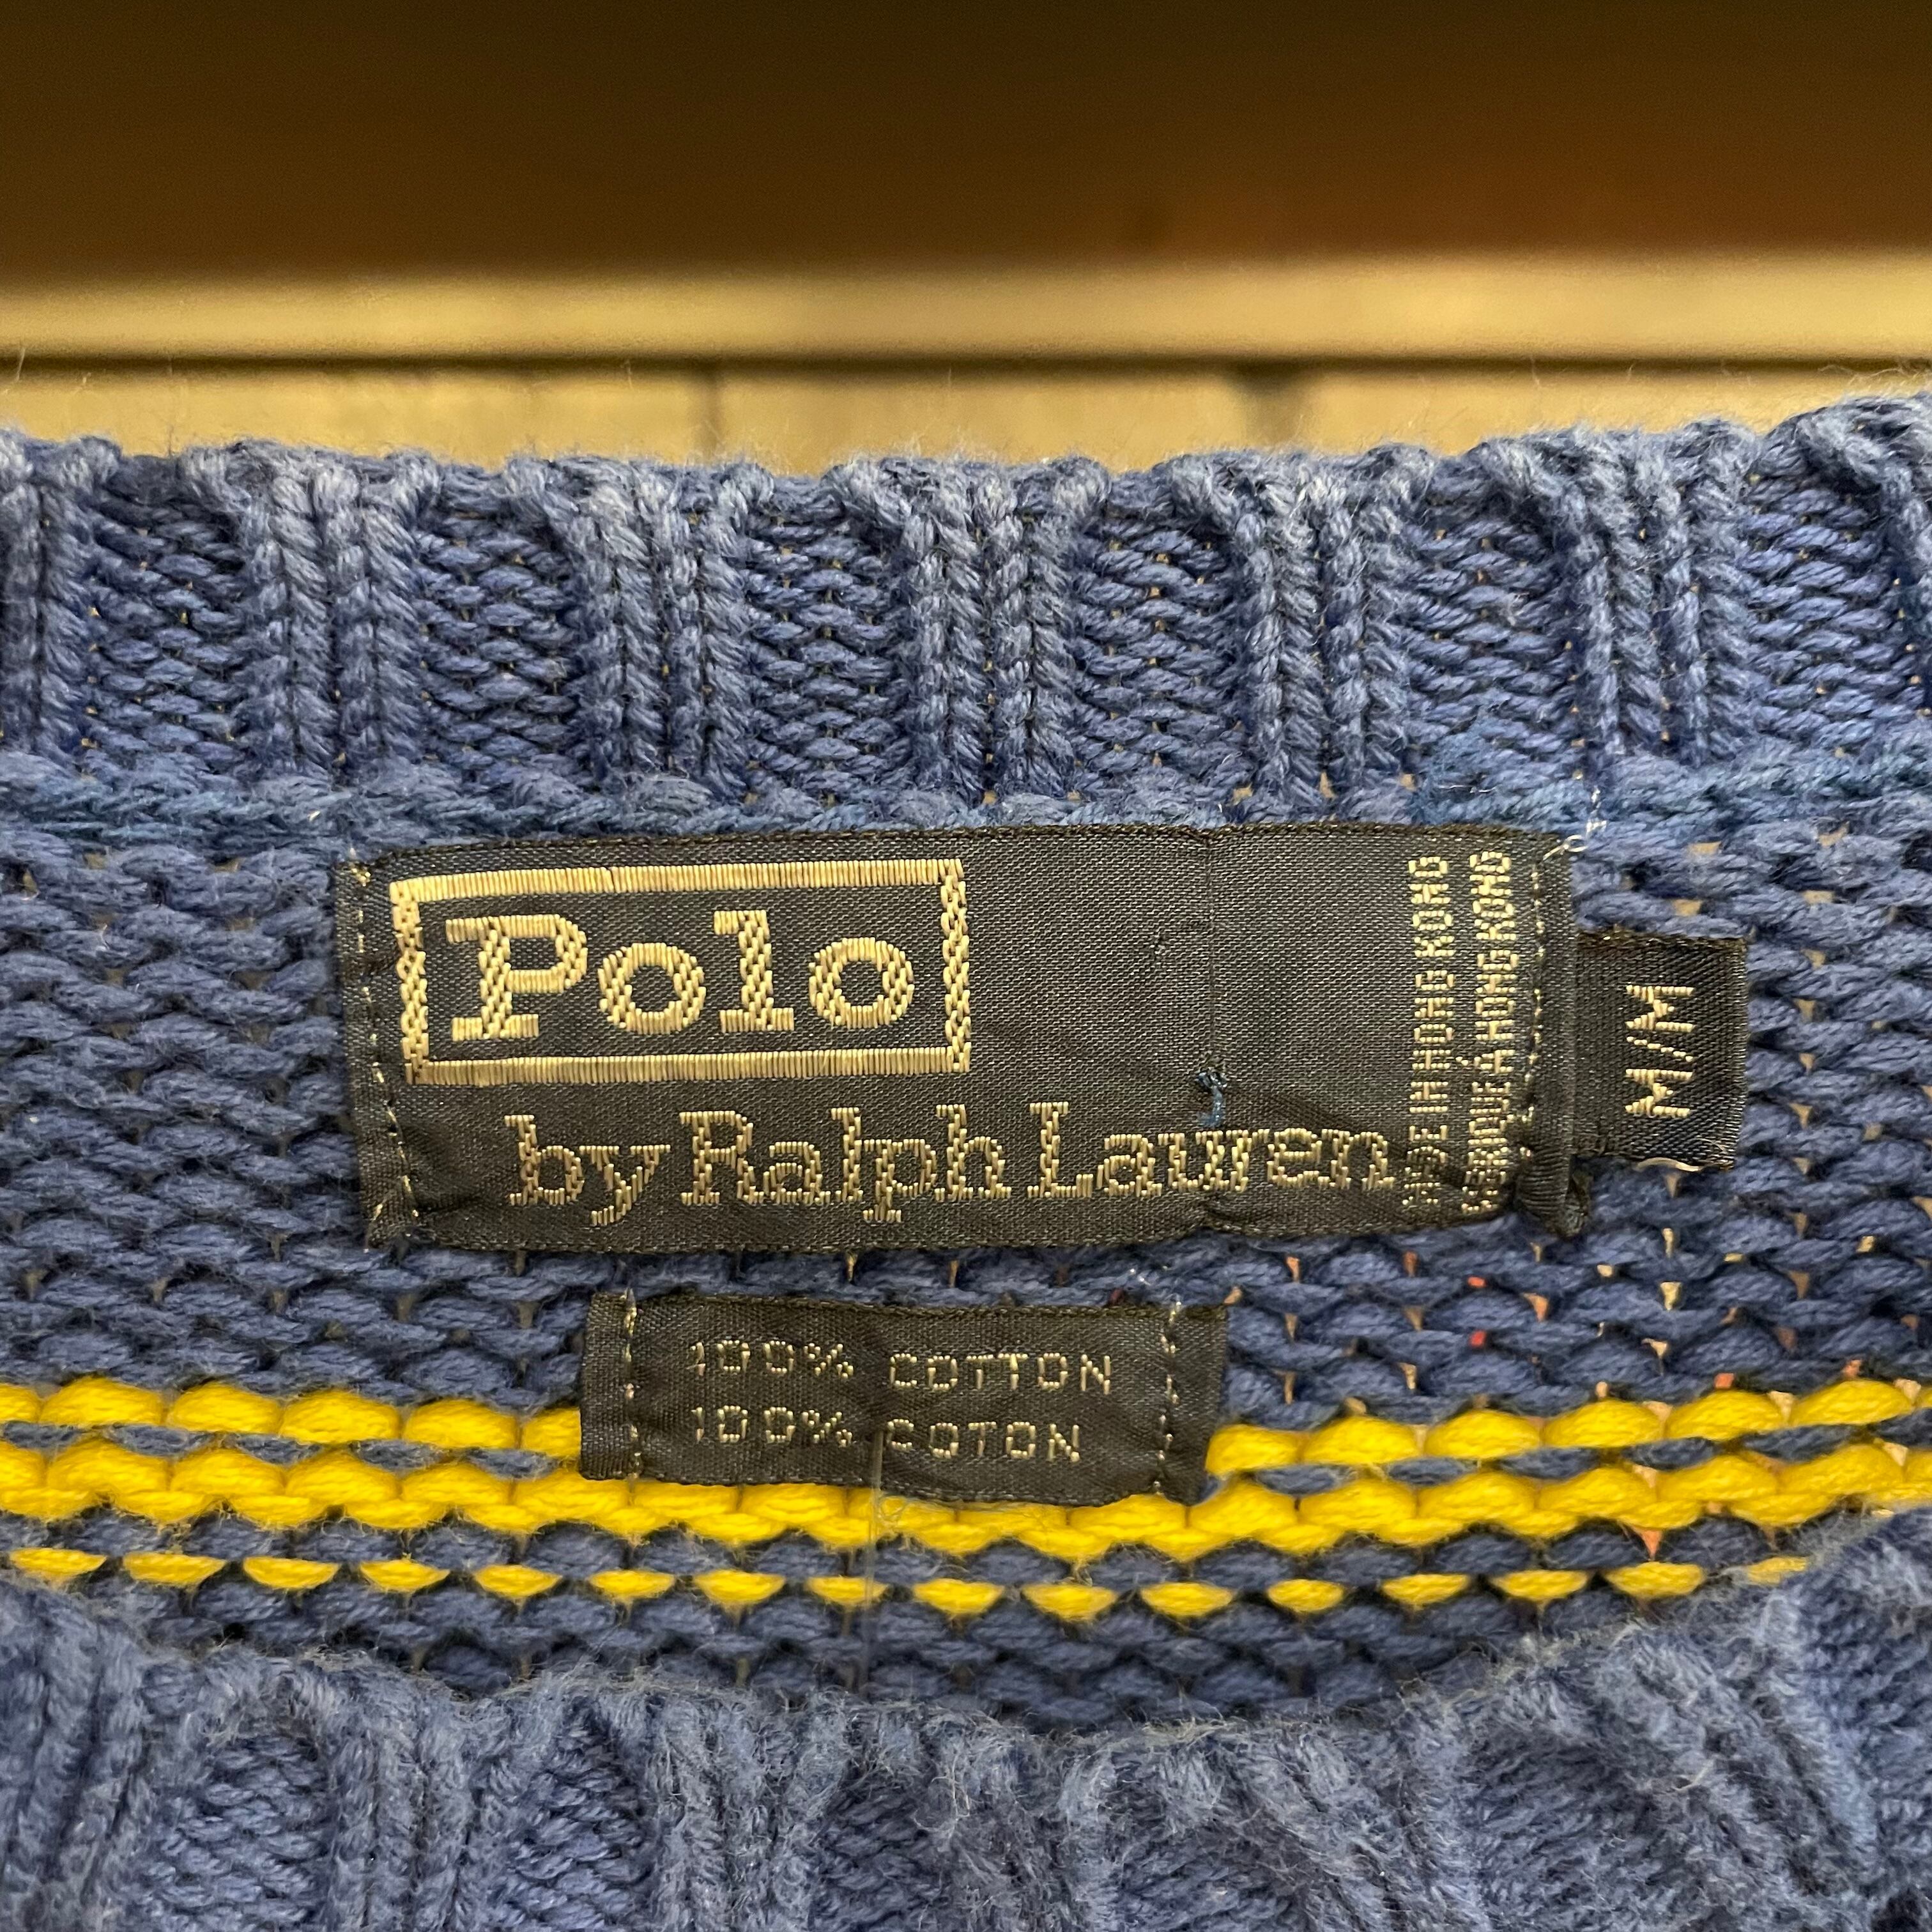 Polo
by Ralph Lauren
MADE IN HONG KONG
FABRIQUÉ Á HONG KONG
M/M
100% COTTON
100% COTON